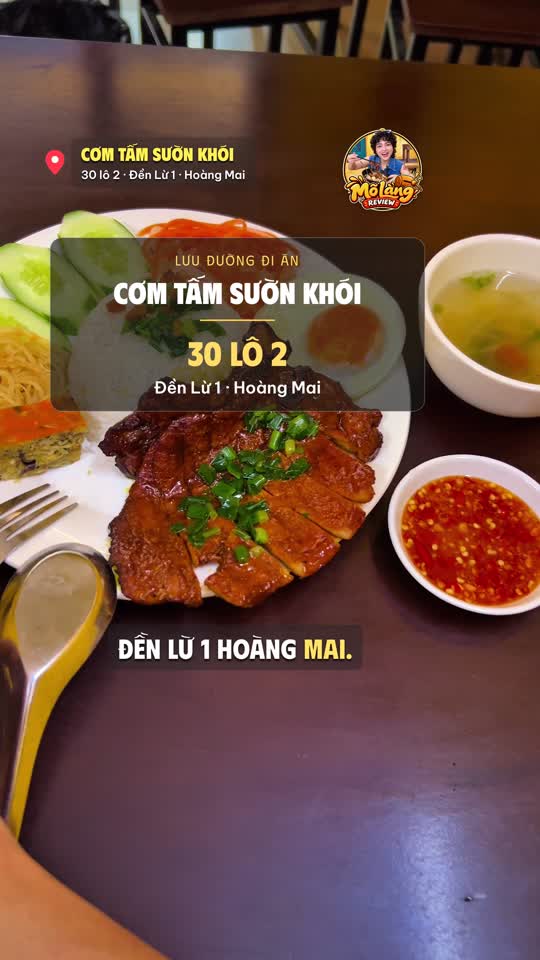 CƠM TẤM SƯỜN KHÓI
30 lô 2 · Đền Lừ 1 · Hoàng Mai
Mõ Làng
REVIEW
LƯU ĐƯỜNG ĐI ĂN
CƠM TẤM SƯỜN KHÓI
30 LÔ 2
Đền Lừ 1 · Hoàng Mai
ĐỀN LỪ 1 HOÀNG MAI.